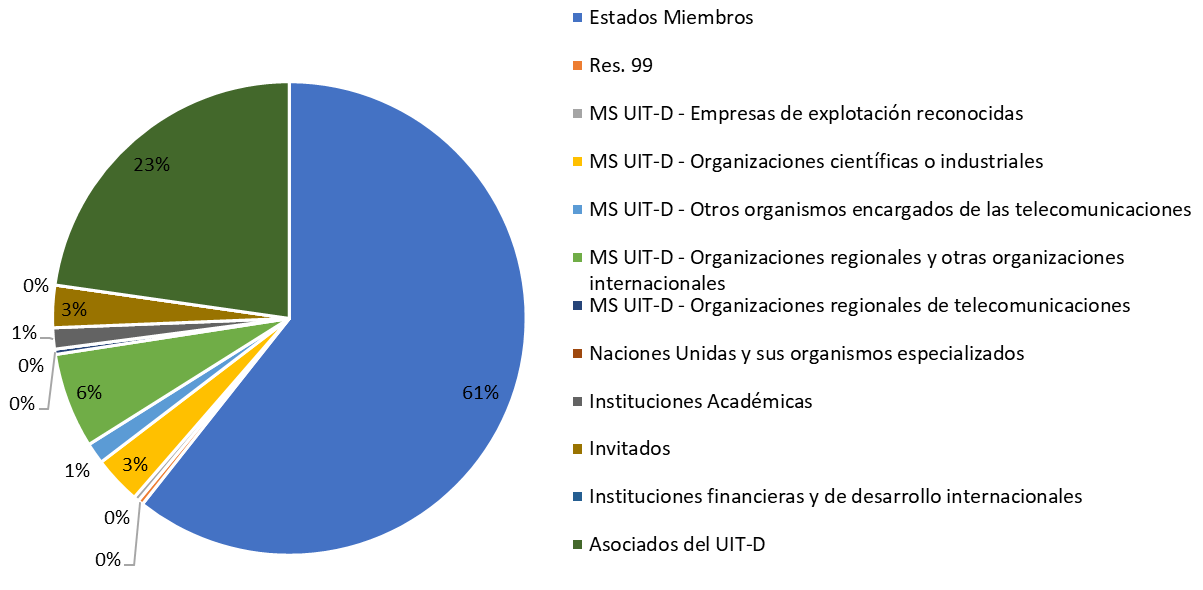 Estados Miembros
Res. 99
MS UIT-D - Empresas de explotación reconocidas
MS UIT-D - Organizaciones científicas o industriales
MS UIT-D - Otros organismos encargados de las telecomunicaciones
MS UIT-D - Organizaciones regionales y otras organizaciones
internacionales
MS UIT-D - Organizaciones regionales de telecomunicaciones
Naciones Unidas y sus organismos especializados
Instituciones Académicas
Invitados
Instituciones financieras y de desarrollo internacionales
Asociados del UIT-D
23%
0%
3%
1%
0%
0%
6%
61%
1%
3%
0%
0%